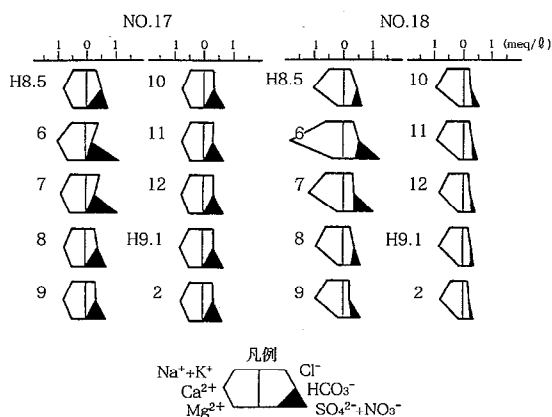 NO.17 NO.18
1 0 1 1 0 1 1 0 1 1 0 1 (meq/ℓ)
H8.5 10 H8.5 10
6 11 6 11
7 12 7 12
8 H9.1 8 H9.1
9 2 9 2
凡例
Na⁺+K⁺ Cl⁻
Ca²⁺ HCO₃⁻
Mg²⁺ SO₄²⁻+NO₃⁻